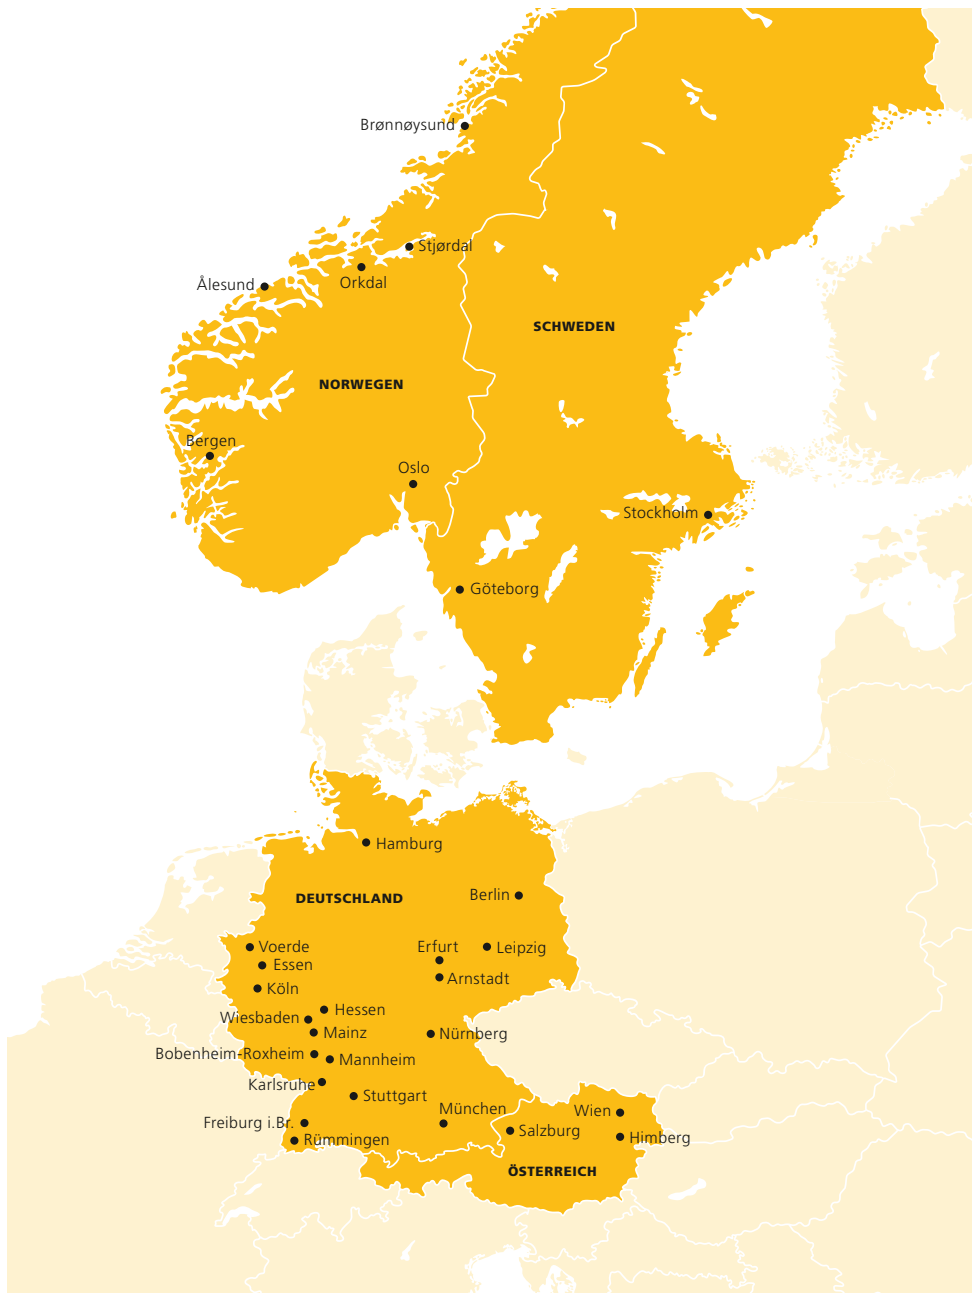 Brønnøysund
Stjørdal
Orkdal
Ålesund
SCHWEDEN
NORWEGEN
Bergen
Oslo
Stockholm
Göteborg
Hamburg
DEUTSCHLAND
Berlin
Voerde
Erfurt
Leipzig
Essen
Arnstadt
Köln
Hessen
Wiesbaden
Mainz
Nürnberg
Bobenheim-Roxheim
Mannheim
Karlsruhe
Stuttgart
München
Wien
Freiburg i.Br.
Salzburg
Himberg
Rümmingen
ÖSTERREICH